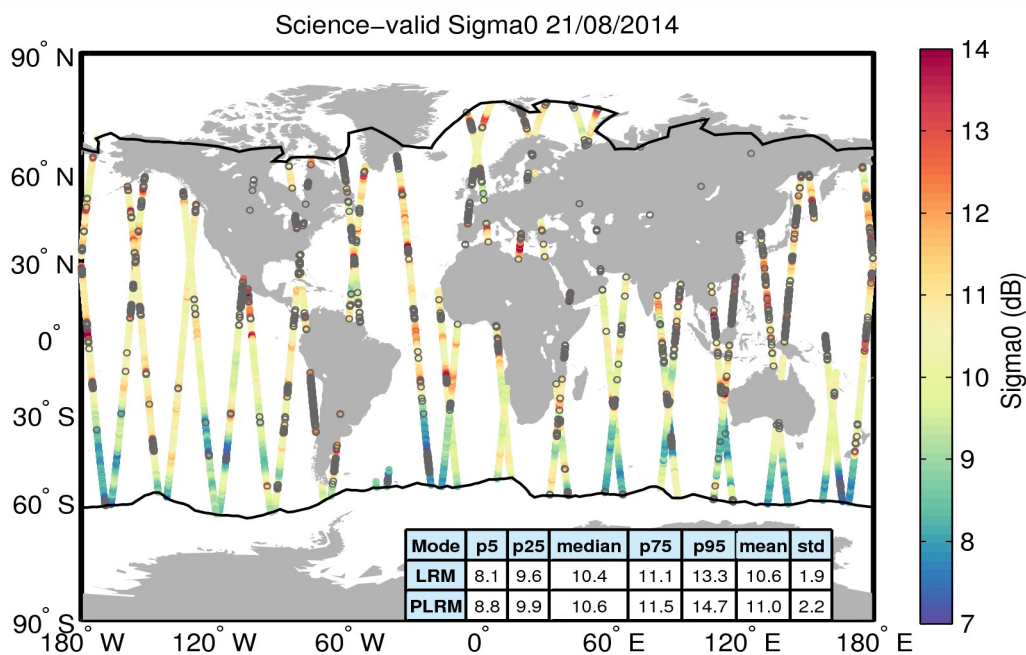 Science−valid Sigma0 21/08/2014
90° N
60° N
30° N
0°
30° S
60° S
90° S
180° W
120° W
60° W
0°
60° E
120° E
180° E
14
13
12
11
10
9
8
7
Sigma0 (dB)
Mode p5 p25 median p75 p95 mean std
LRM 8.1 9.6 10.4 11.1 13.3 10.6 1.9
PLRM 8.8 9.9 10.6 11.5 14.7 11.0 2.2